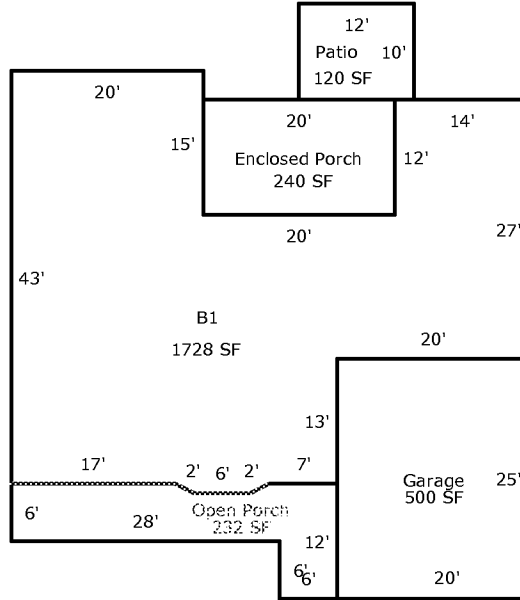 12'
Patio 10'
120 SF
20'
20'
14'
15'
Enclosed Porch
240 SF
12'
20'
27'
43'
B1
1728 SF
20'
13'
17'
2' 6' 2' 7'
Garage
500 SF
25'
6'
28'
Open Porch
232 SF
12'
6'
6'
20'